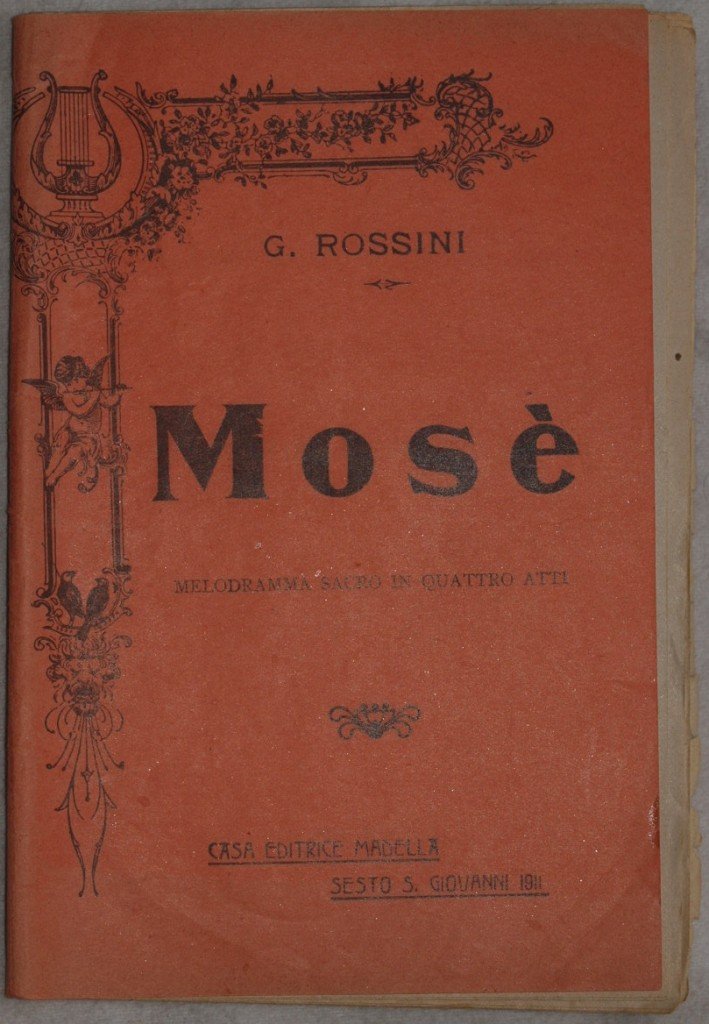 G. ROSSINI
Mosè
MELODRAMMA SACRO IN QUATTRO ATTI
CASA EDITRICE MADELLA
SESTO S. GIOVANNI 1911